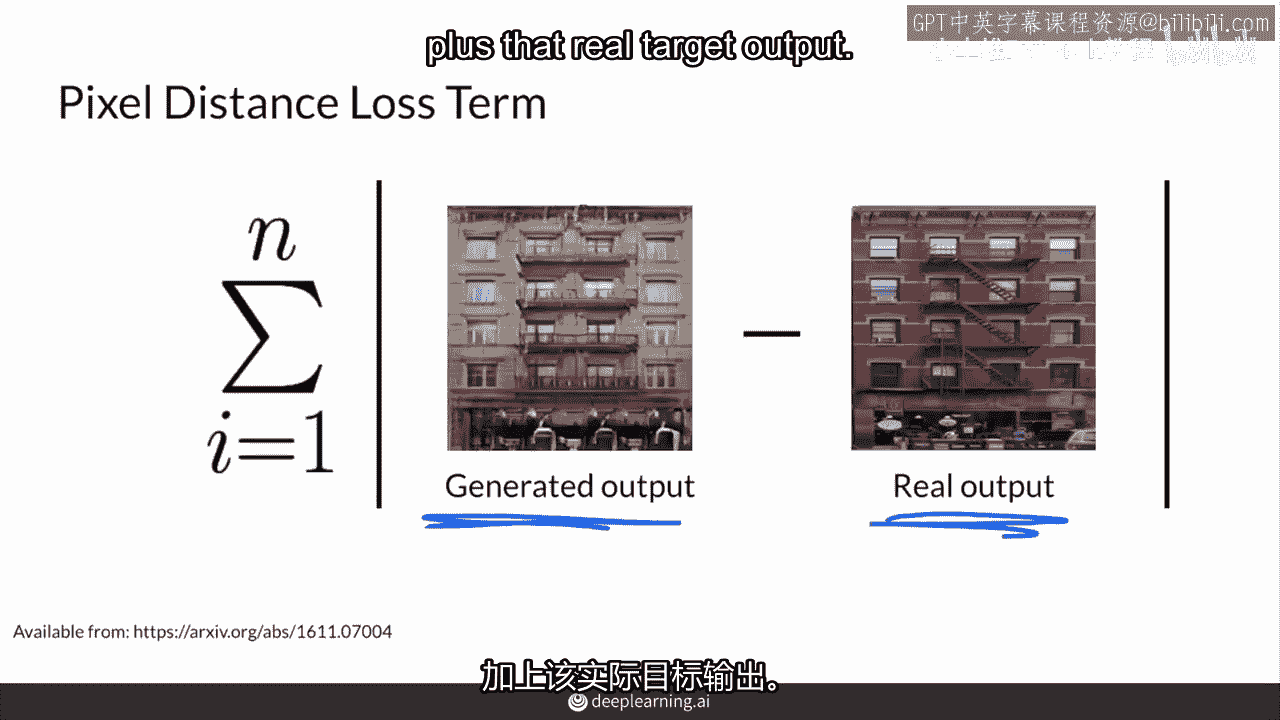 GPT中英字幕课程资源@bilibili.com
plus that real target output.
Pixel Distance Loss Term
n
∑
i=1
−
Generated output
Real output
Available from: https://arxiv.org/abs/1611.07004
加上该实际目标输出。
deeplearning.ai